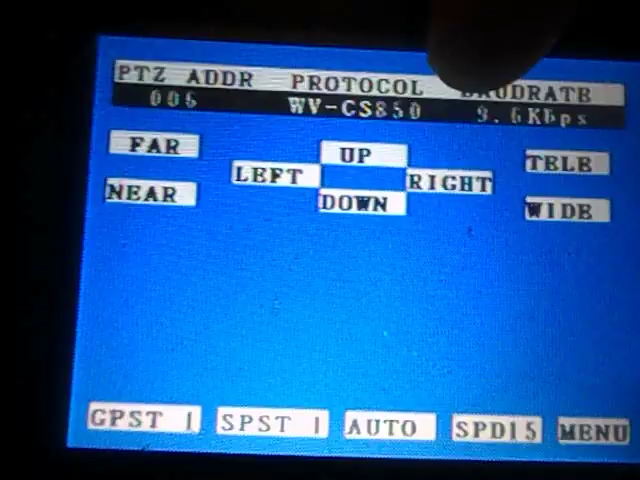 PTZ ADDR PROTOCOL BAUDRATE
006 WV-CS850 9.6Kbps
FAR UP TELE
LEFT RIGHT
NEAR DOWN WIDE
GPST 1 SPST 1 AUTO SPD15 MENU